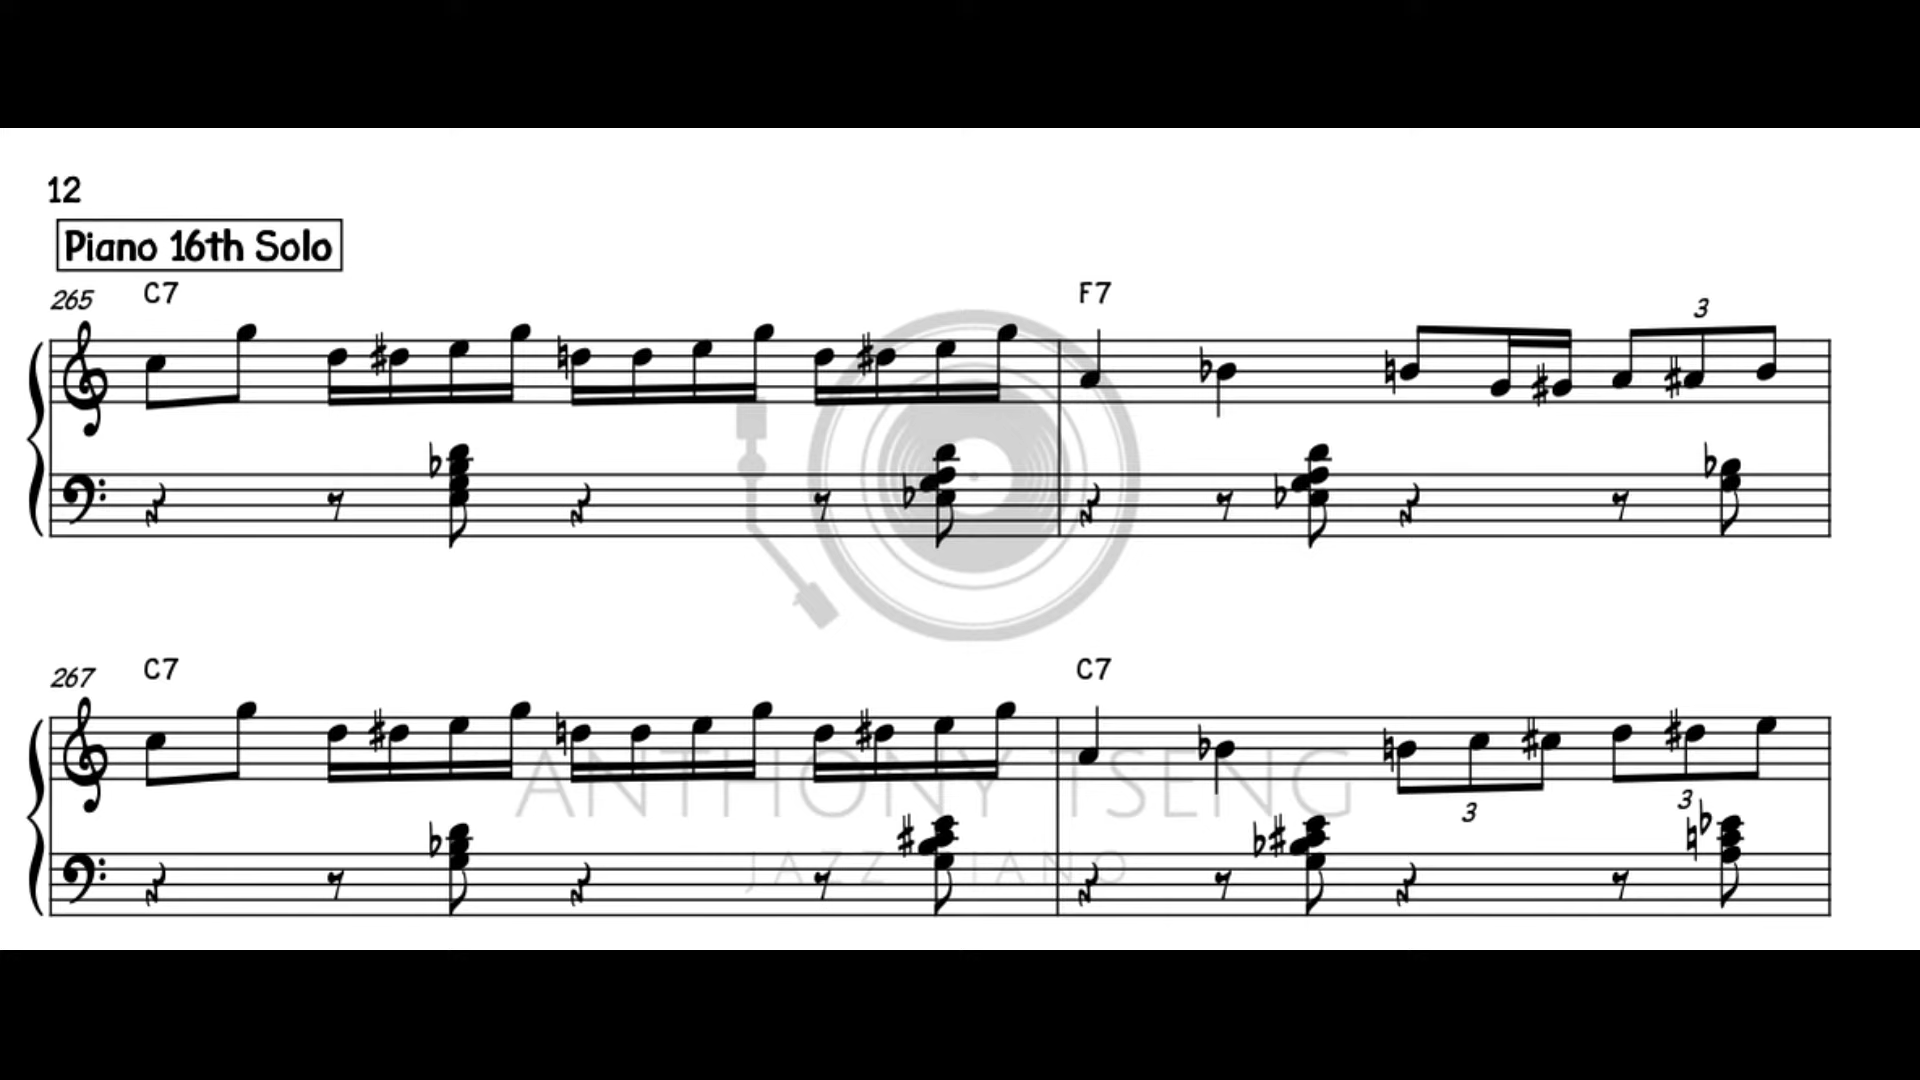 12
Piano 16th Solo
265 C7 F7
3
267 C7 C7
ANTHONY TSENG
3 3
JAZZ PIANO